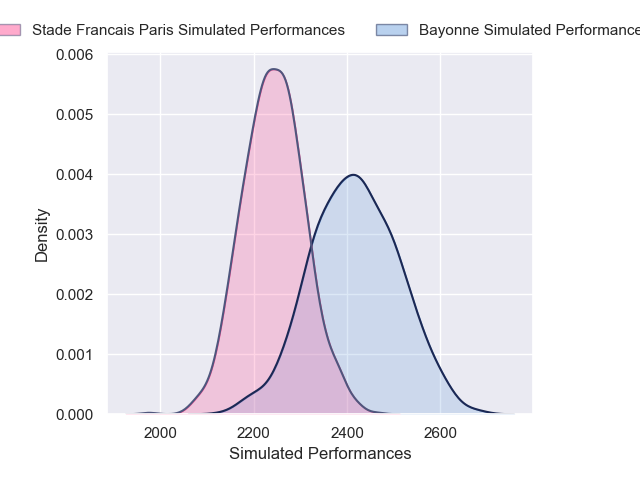 Stade Francais Paris Simulated Performances
Bayonne Simulated Performance
0.006
0.005
0.004
0.003
0.002
0.001
0.000
Density
2000 2200 2400 2600
Simulated Performances